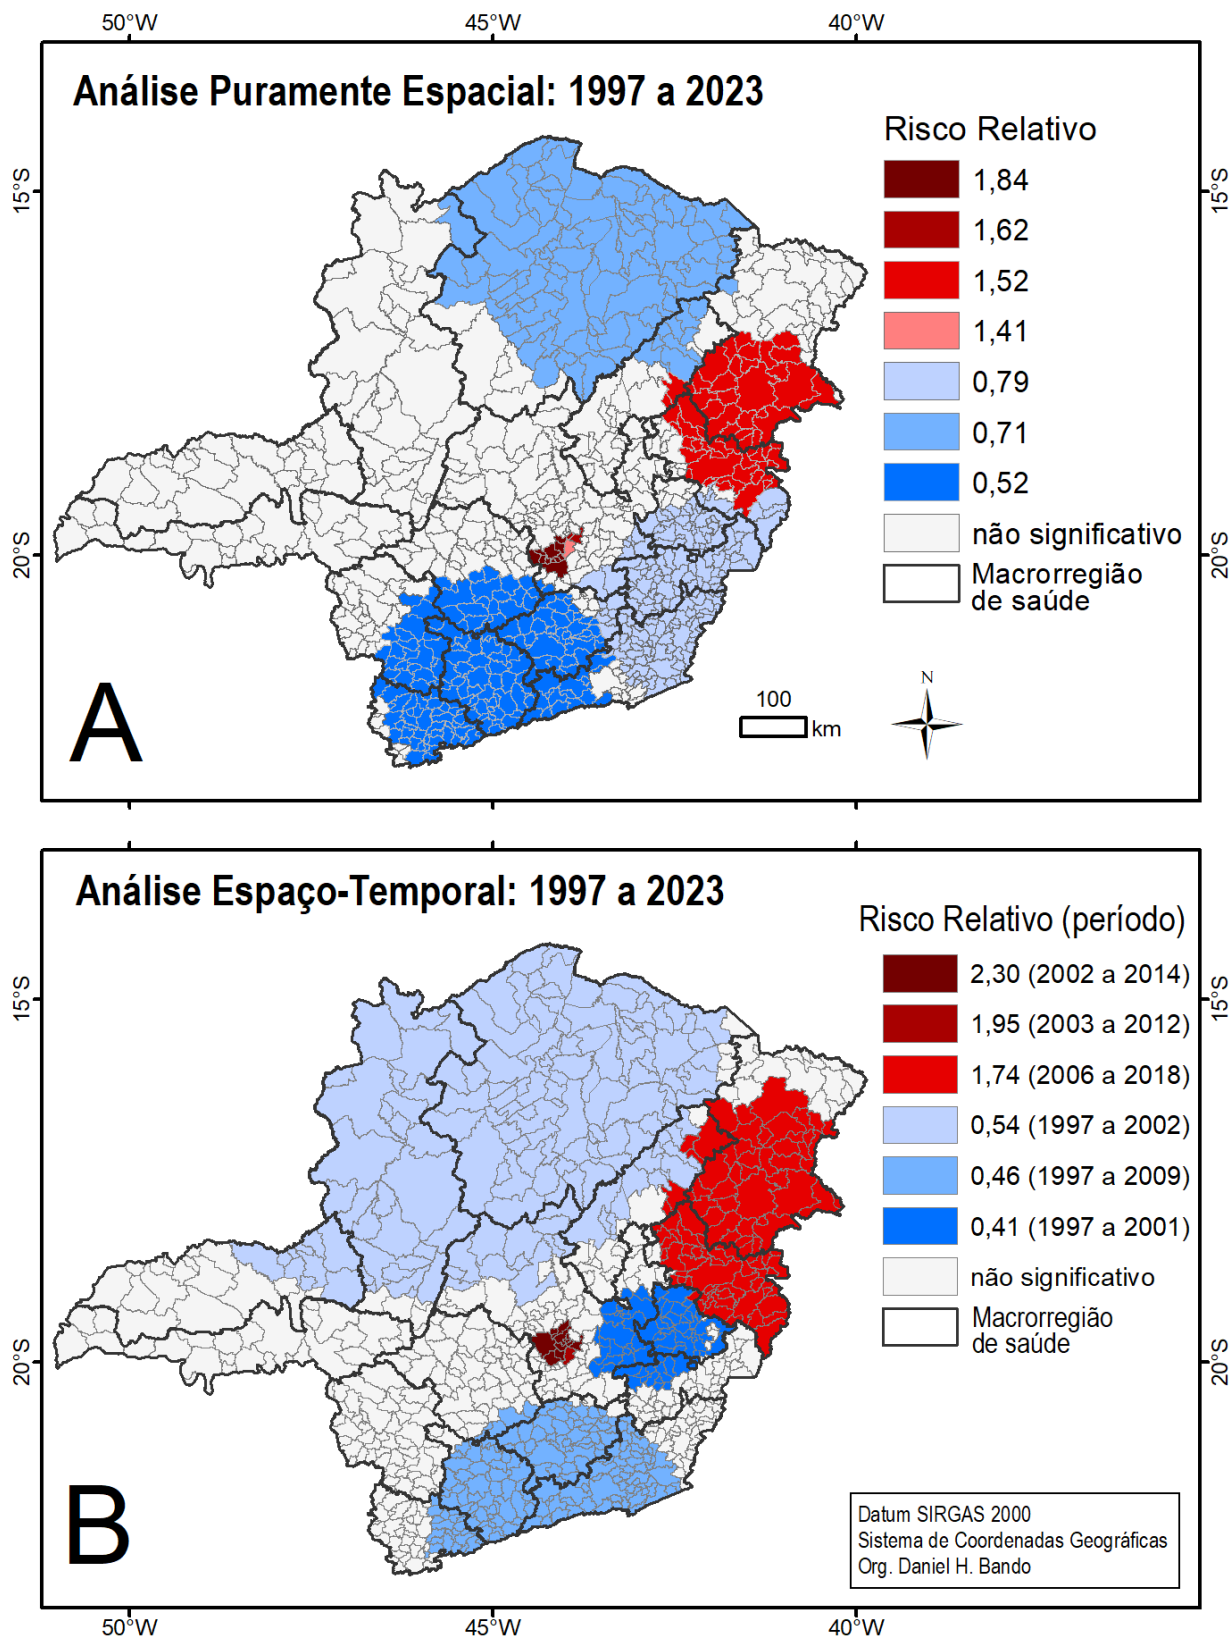 50°W
45°W
40°W
Análise Puramente Espacial: 1997 a 2023
Risco Relativo
1,84
1,62
1,52
1,41
0,79
0,71
0,52
não significativo
Macrorregião
de saúde
15°S
15°S
20°S
20°S
A
100
km
N
Análise Espaço-Temporal: 1997 a 2023
Risco Relativo (período)
2,30 (2002 a 2014)
1,95 (2003 a 2012)
1,74 (2006 a 2018)
0,54 (1997 a 2002)
0,46 (1997 a 2009)
0,41 (1997 a 2001)
não significativo
Macrorregião
de saúde
15°S
15°S
20°S
20°S
B
Datum SIRGAS 2000
Sistema de Coordenadas Geográficas
Org. Daniel H. Bando
50°W
45°W
40°W